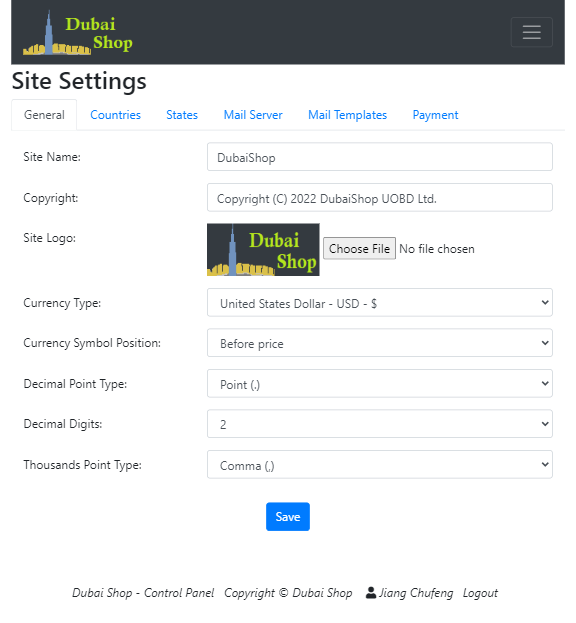 Dubai
Shop
Site Settings
General Countries States Mail Server Mail Templates Payment
Site Name: DubaiShop
Copyright: Copyright (C) 2022 DubaiShop UOBD Ltd.
Site Logo: Dubai Shop Choose File No file chosen
Currency Type: United States Dollar - USD - $
Currency Symbol Position: Before price
Decimal Point Type: Point (.)
Decimal Digits: 2
Thousands Point Type: Comma (,)
Save
Dubai Shop - Control Panel Copyright © Dubai Shop Jiang Chufeng Logout